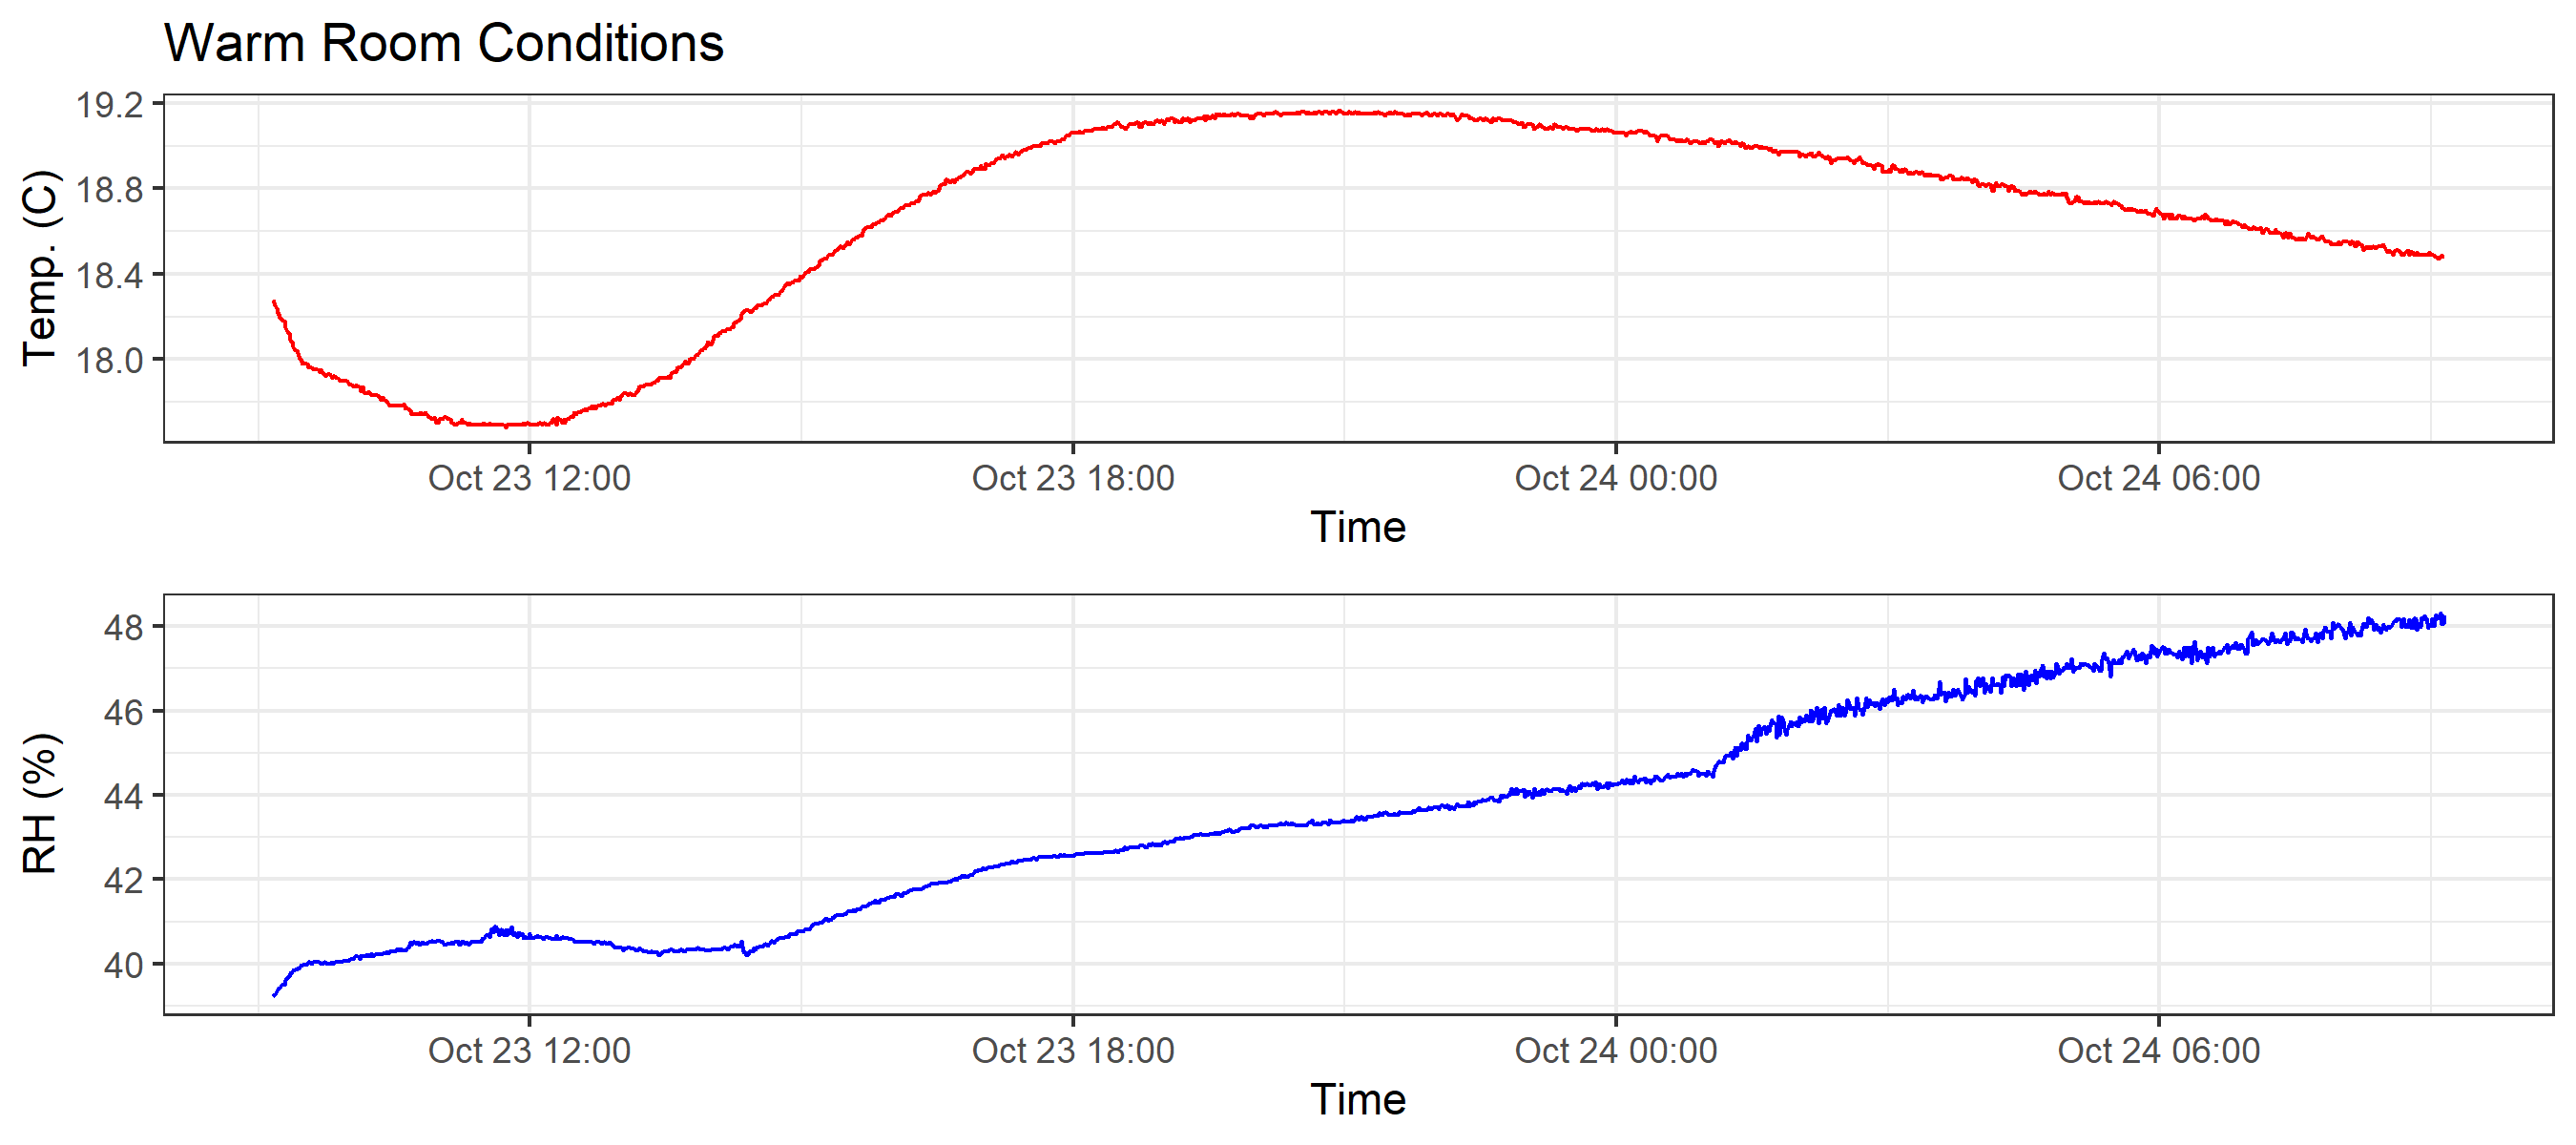 Warm Room Conditions
Temp. (C)
19.2
18.8
18.4
18.0
Oct 23 12:00 Oct 23 18:00 Oct 24 00:00 Oct 24 06:00
Time
RH (%)
48
46
44
42
40
Oct 23 12:00 Oct 23 18:00 Oct 24 00:00 Oct 24 06:00
Time